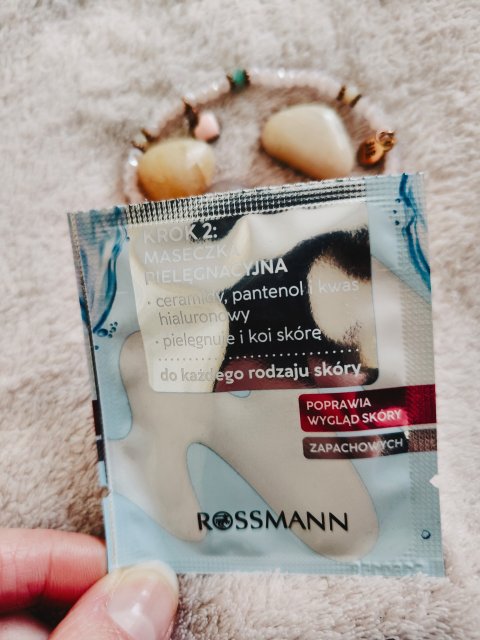 KROK 2:
MASECZKA
PIELĘGNACYJNA
• ceramidy, pantenol i kwas
hialuronowy
• pielęgnuje i koi skórę
do każdego rodzaju skóry
POPRAWIA
WYGLĄD SKÓRY
ZAPACHOWYCH
ROSSMANN